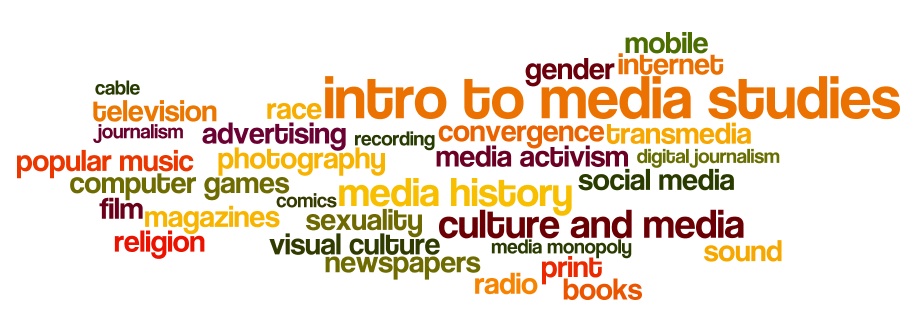 mobile
gender internet
cable
television race intro to media studies
journalism advertising recording convergence transmedia
popular music photography media activism digital journalism
computer games comics media history social media
film magazines sexuality culture and media
religion visual culture media monopoly sound
newspapers print
radio books